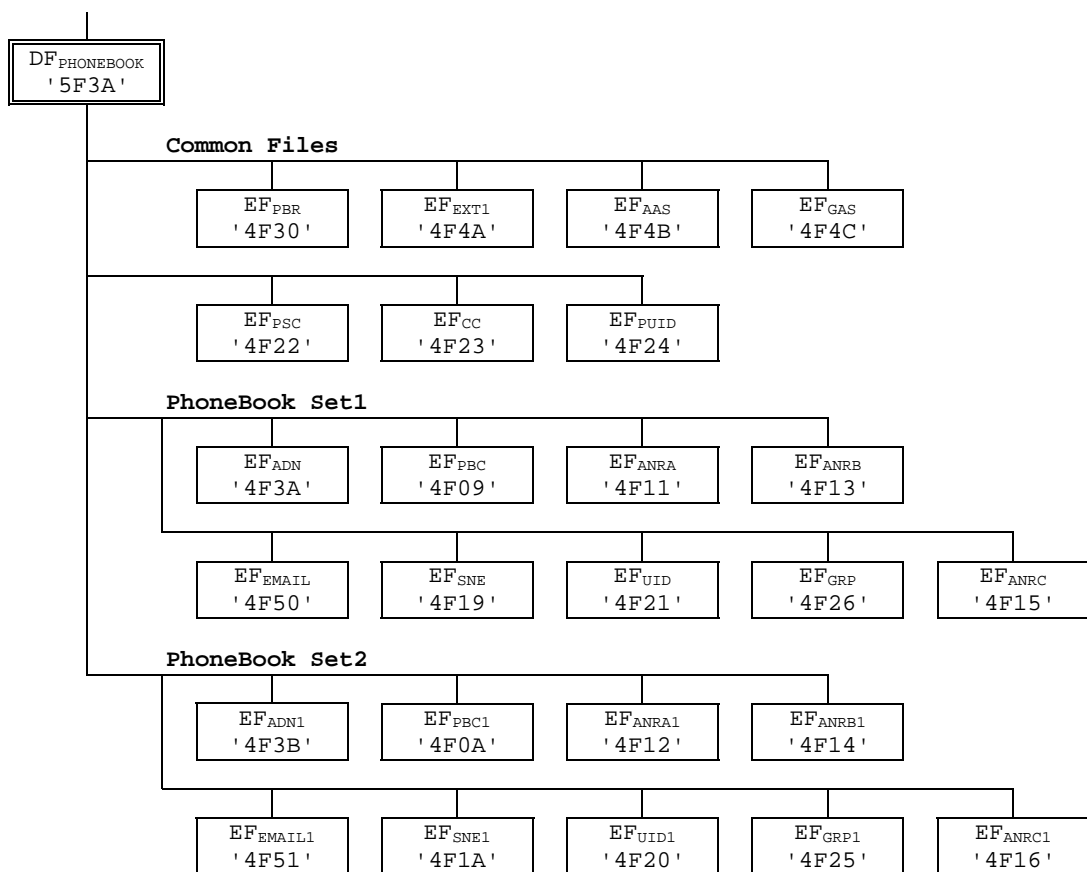 DFPHONEBOOK
'5F3A'
Common Files
EFPBR EFEXT1 EFAAS EFGAS
'4F30' '4F4A' '4F4B' '4F4C'
EFPSC EFCC EFPUID
'4F22' '4F23' '4F24'
PhoneBook Set1
EFADN EFPBC EFANRA EFANRB
'4F3A' '4F09' '4F11' '4F13'
EFEMAIL EFSNE EFUID EFGRP EFANRC
'4F50' '4F19' '4F21' '4F26' '4F15'
PhoneBook Set2
EFADN1 EFPBC1 EFANRA1 EFANRB1
'4F3B' '4F0A' '4F12' '4F14'
EFEMAIL1 EFSNE1 EFUID1 EFGRP1 EFANRC1
'4F51' '4F1A' '4F20' '4F25' '4F16'